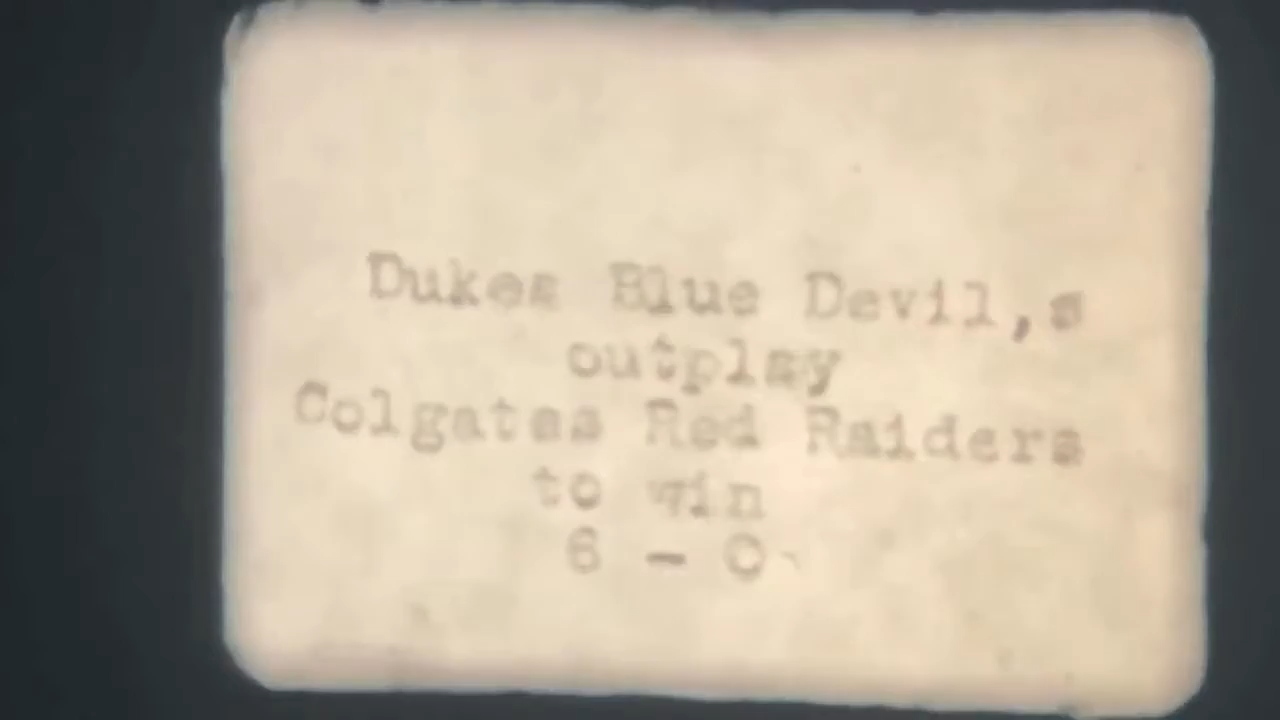 Dukes Blue Devil,s
outplay
Colgates Red Raiders
to win
6 - 0